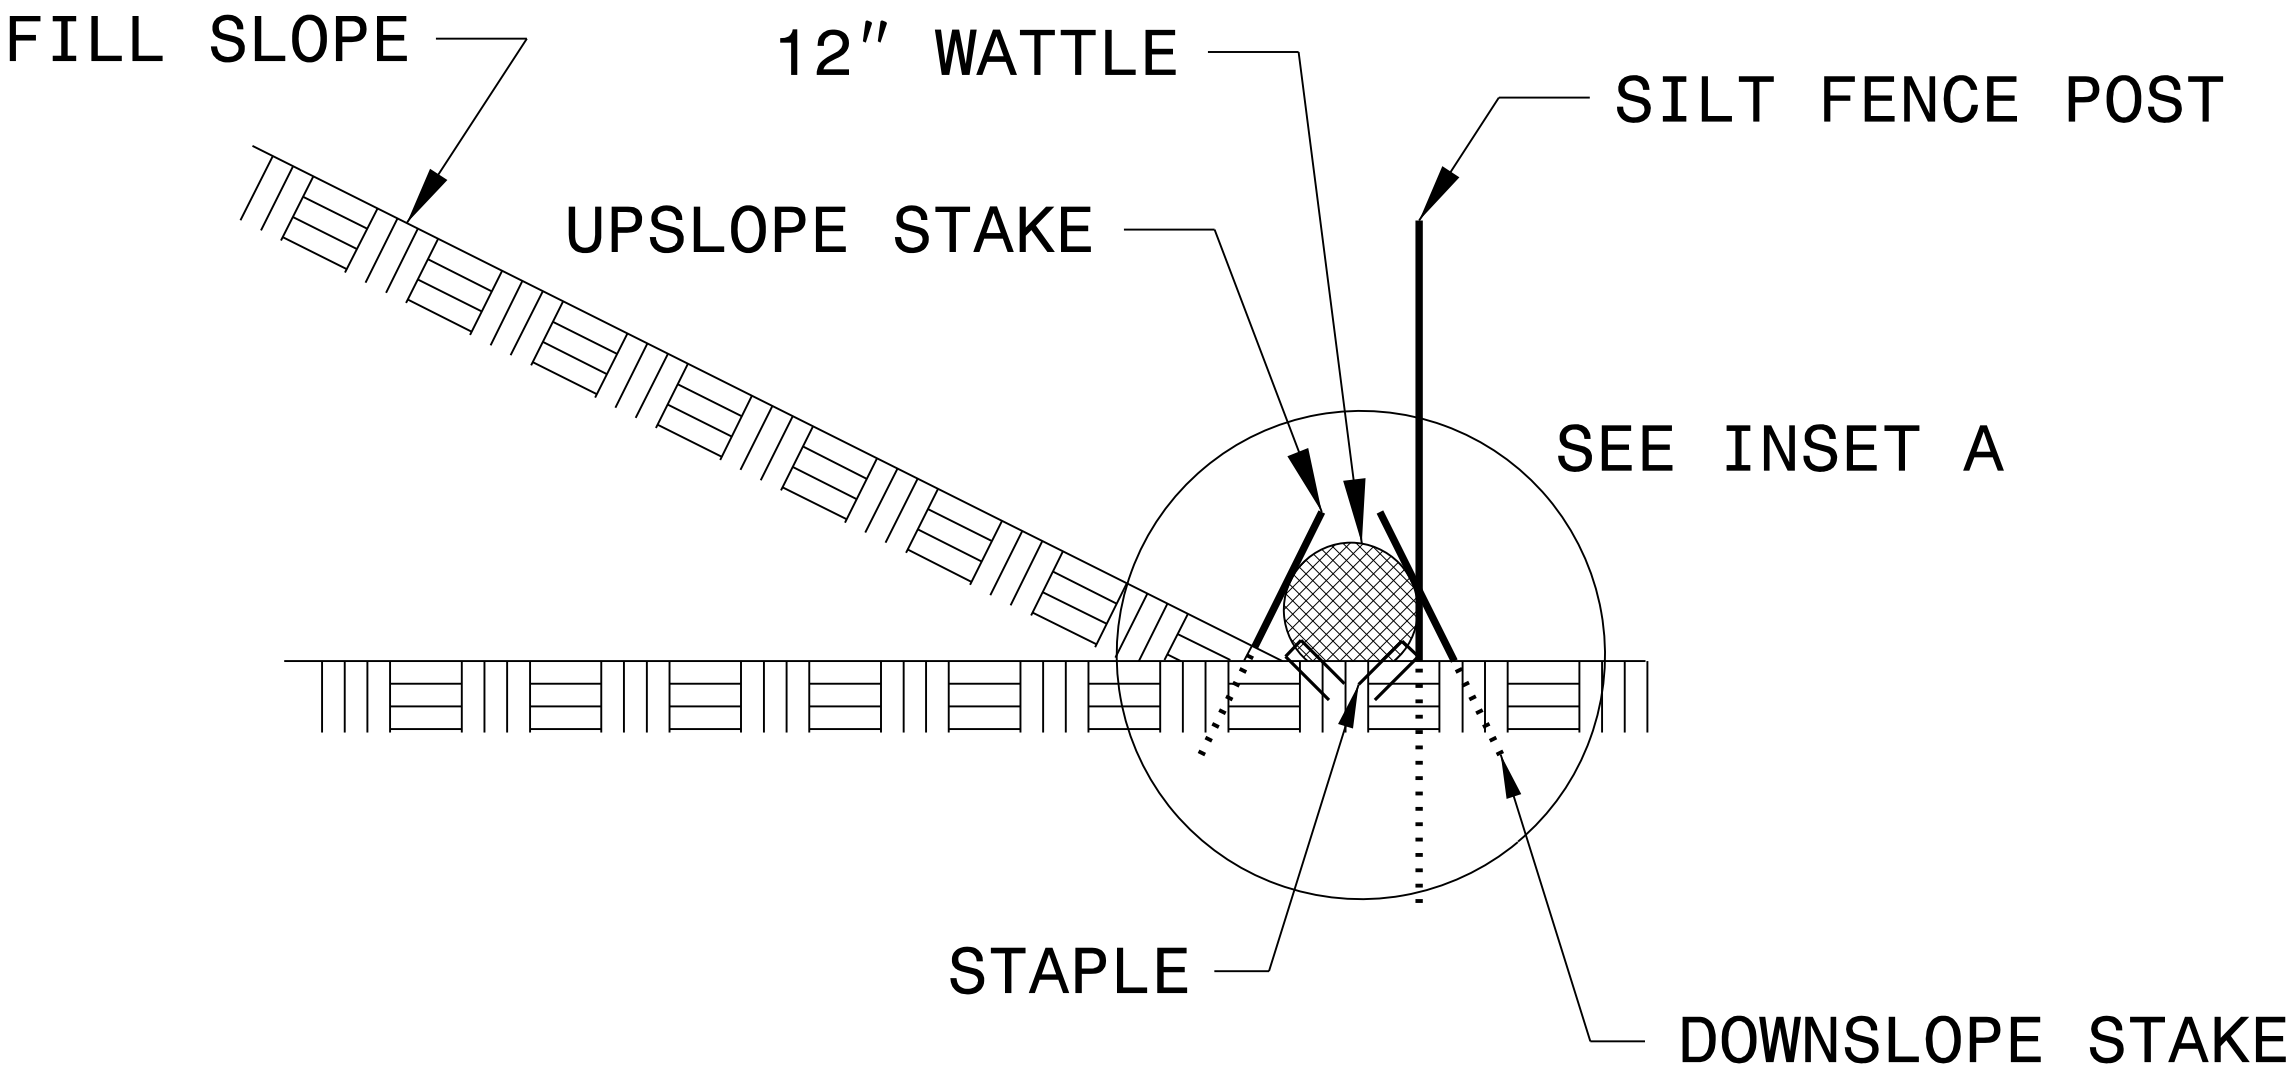 FILL SLOPE
12" WATTLE
SILT FENCE POST
UPSLOPE STAKE
SEE INSET A
STAPLE
DOWNSLOPE STAKE